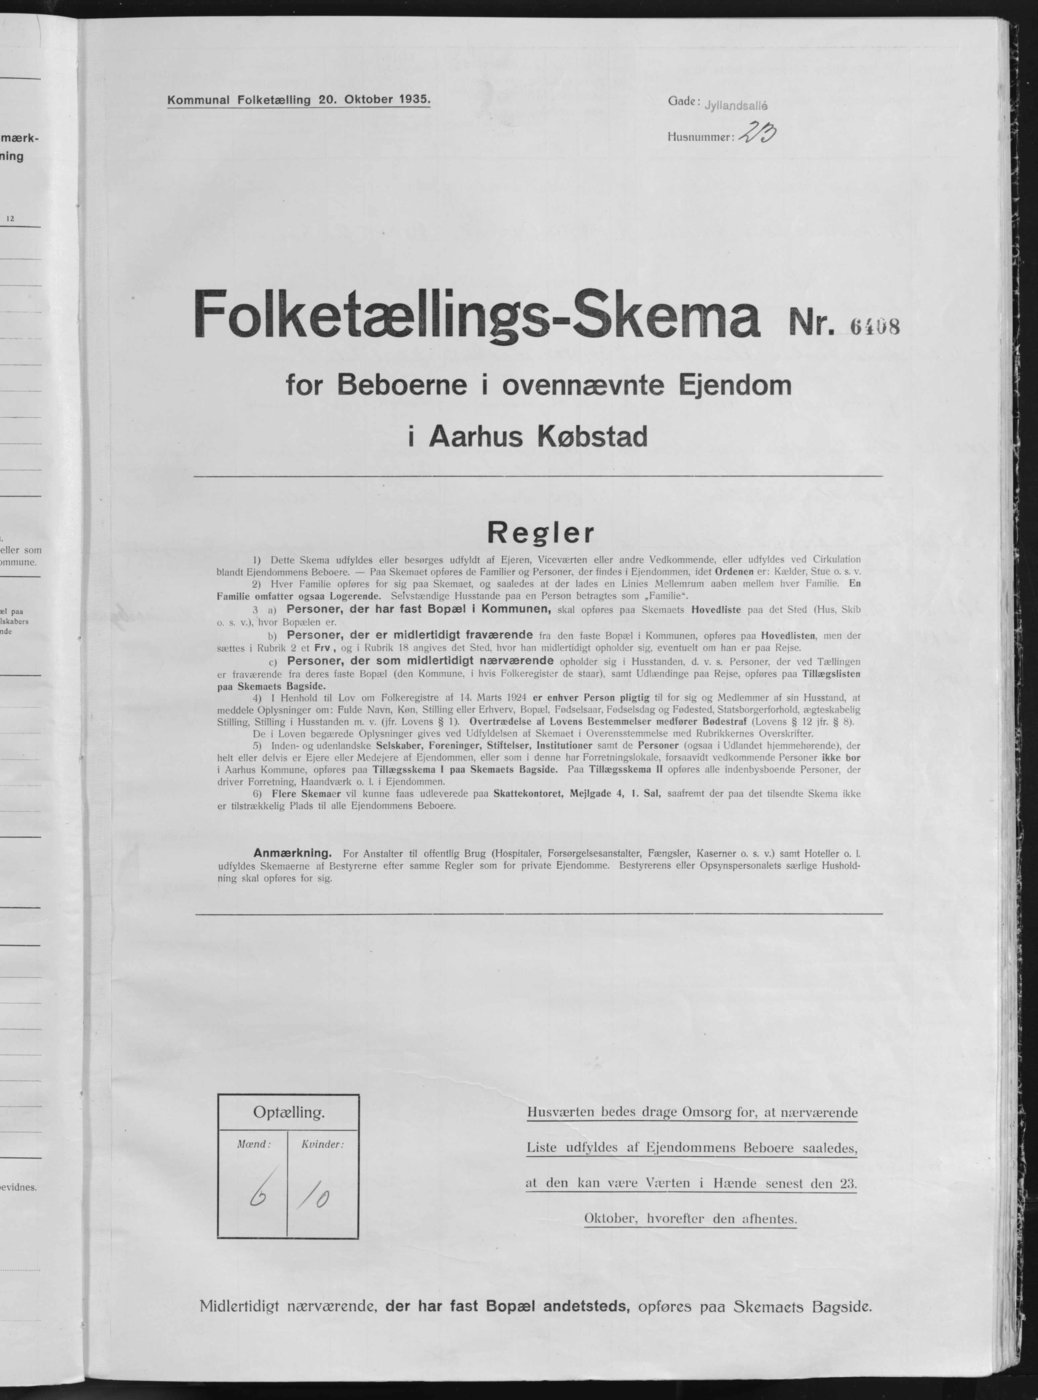 mærk-
ning
12
eller som
ommune.
el paa
lskabers
nde
evidnes.
Kommunal Folketælling 20. Oktober 1935.
Gade: Jyllandsallé
Husnummer: 23
Folketællings-Skema Nr. 6408
for Beboerne i ovennævnte Ejendom
i Aarhus Købstad
Regler
1) Dette Skema udfyldes eller besørges udfyldt af Ejeren, Viceværten eller andre Vedkommende, eller udfyldes ved Cirkulation
blandt Ejendommens Beboere. — Paa Skemaet opføres de Familier og Personer, der findes i Ejendommen, idet Ordenen er: Kælder, Stue o. s. v.
2) Hver Familie opføres for sig paa Skemaet, og saaledes at der lades en Linies Mellemrum aaben mellem hver Familie. En
Familie omfatter ogsaa Logerende. Selvstændige Husstande paa en Person betragtes som „Familie“.
3 a) Personer, der har fast Bopæl i Kommunen, skal opføres paa Skemaets Hovedliste paa det Sted (Hus, Skib
o. s. v.), hvor Bopælen er.
b) Personer, der er midlertidigt fraværende fra den faste Bopæl i Kommunen, opføres paa Hovedlisten, men der
sættes i Rubrik 2 et Frv., og i Rubrik 18 angives det Sted, hvor han midlertidigt opholder sig, eventuelt om han er paa Rejse.
c) Personer, der som midlertidigt nærværende opholder sig i Husstanden, d. v. s. Personer, der ved Tællingen
er fraværende fra deres faste Bopæl (den Kommune, i hvis Folkeregister de staar), samt Udlændinge paa Rejse, opføres paa Tillægslisten
paa Skemaets Bagside.
4) I Henhold til Lov om Folkeregistre af 14. Marts 1924 er enhver Person pligtig til for sig og Medlemmer af sin Husstand, at
meddele Oplysninger om: Fulde Navn, Køn, Stilling eller Erhverv, Bopæl, Fødselsaar, Fødselsdag og Fødested, Statsborgerforhold, ægteskabelig
Stilling, Stilling i Husstanden m. v. (jfr. Lovens § 1). Overtrædelse af Lovens Bestemmelser medfører Bødestraf (Lovens § 12 jfr. § 8).
De i Loven begærede Oplysninger gives ved Udfyldelsen af Skemaet i Overensstemmelse med Rubrikkernes Overskrifter.
5) Inden- og udenlandske Selskaber, Foreninger, Stiftelser, Institutioner samt de Personer (ogsaa i Udlandet hjemmehørende), der
helt eller delvis er Ejere eller Medejere af Ejendommen, eller som i denne har Forretningslokale, forsaavidt vedkommende Personer ikke bor
i Aarhus Kommune, opføres paa Tillægsskema I paa Skemaets Bagside. Paa Tillægsskema II opføres alle indenbysboende Personer, der
driver Forretning, Haandværk o. l. i Ejendommen.
6) Flere Skemaer vil kunne faas udleverede paa Skattekontoret, Mejlgade 4, 1. Sal, saafremt der paa det tilsendte Skema ikke
er tilstrækkelig Plads til alle Ejendommens Beboere.
Anmærkning. For Anstalter til offentlig Brug (Hospitaler, Forsørgelsesanstalter, Fængsler, Kaserner o. s. v.) samt Hoteller o. l.
udfyldes Skemaerne af Bestyrerne efter samme Regler som for private Ejendomme. Bestyrerens eller Opsynspersonalets særlige Hushold-
ning skal opføres for sig.
Optælling.
Mænd: Kvinder:
6 10
Husværten bedes drage Omsorg for, at nærværende
Liste udfyldes af Ejendommens Beboere saaledes,
at den kan være Værten i Hænde senest den 23.
Oktober, hvorefter den afhentes.
Midlertidigt nærværende, der har fast Bopæl andetsteds, opføres paa Skemaets Bagside.